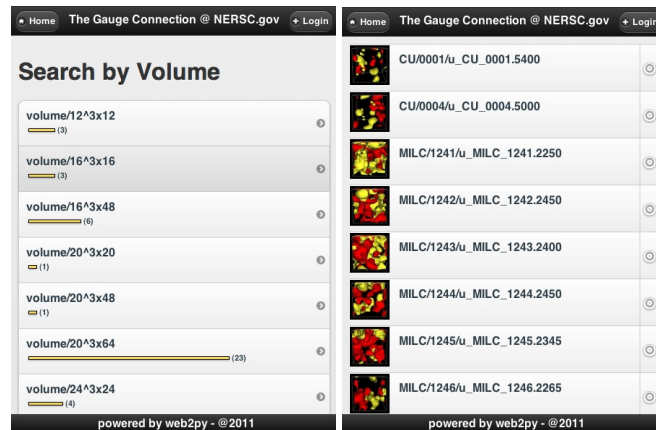 Home The Gauge Connection @ NERSC.gov + Login
Search by Volume
volume/12^3x12
(3)
volume/16^3x16
(3)
volume/16^3x48
(6)
volume/20^3x20
(1)
volume/20^3x48
(1)
volume/20^3x64
(23)
volume/24^3x24
(4)
powered by web2py - @2011
Home The Gauge Connection @ NERSC.gov + Login
CU/0001/u_CU_0001.5400
CU/0004/u_CU_0004.5000
MILC/1241/u_MILC_1241.2250
MILC/1242/u_MILC_1242.2450
MILC/1243/u_MILC_1243.2400
MILC/1244/u_MILC_1244.2450
MILC/1245/u_MILC_1245.2345
MILC/1246/u_MILC_1246.2265
powered by web2py - @2011